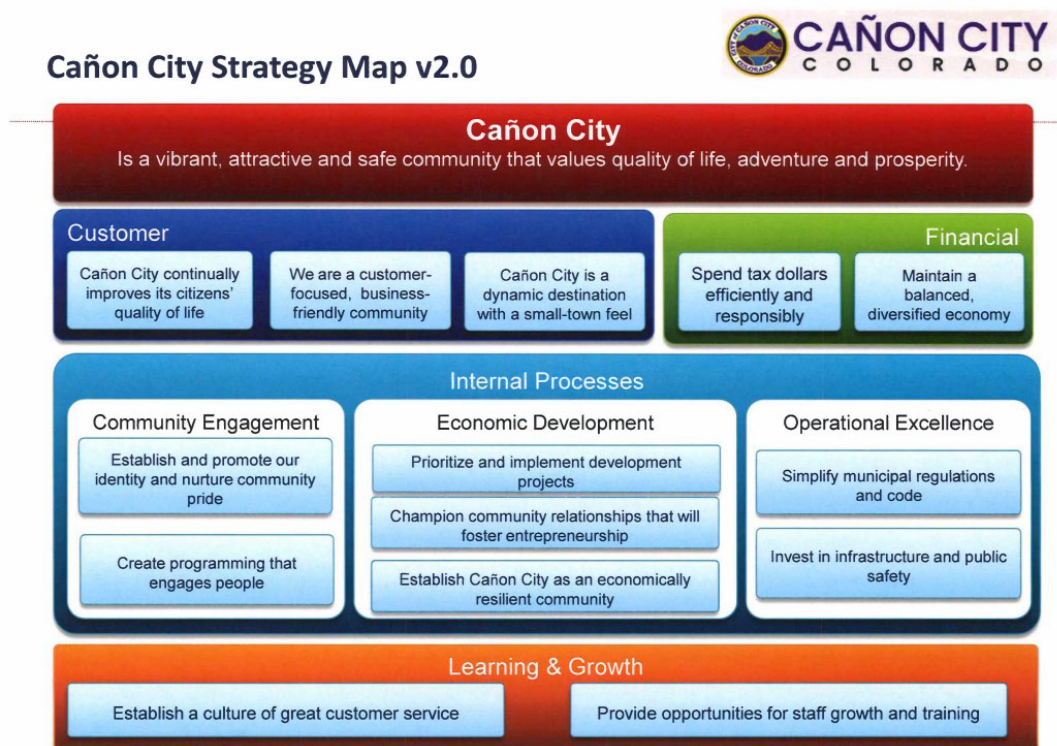 Cañon City Strategy Map v2.0
CAÑON CITY
COLORADO
Cañon City
Is a vibrant, attractive and safe community that values quality of life, adventure and prosperity.
Customer
Cañon City continually
improves its citizens'
quality of life
We are a customer-
focused, business-
friendly community
Cañon City is a
dynamic destination
with a small-town feel
Financial
Spend tax dollars
efficiently and
responsibly
Maintain a
balanced,
diversified economy
Internal Processes
Community Engagement
Establish and promote our
identity and nurture community
pride
Create programming that
engages people
Economic Development
Prioritize and implement development
projects
Champion community relationships that will
foster entrepreneurship
Establish Cañon City as an economically
resilient community
Operational Excellence
Simplify municipal regulations
and code
Invest in infrastructure and public
safety
Learning & Growth
Establish a culture of great customer service
Provide opportunities for staff growth and training